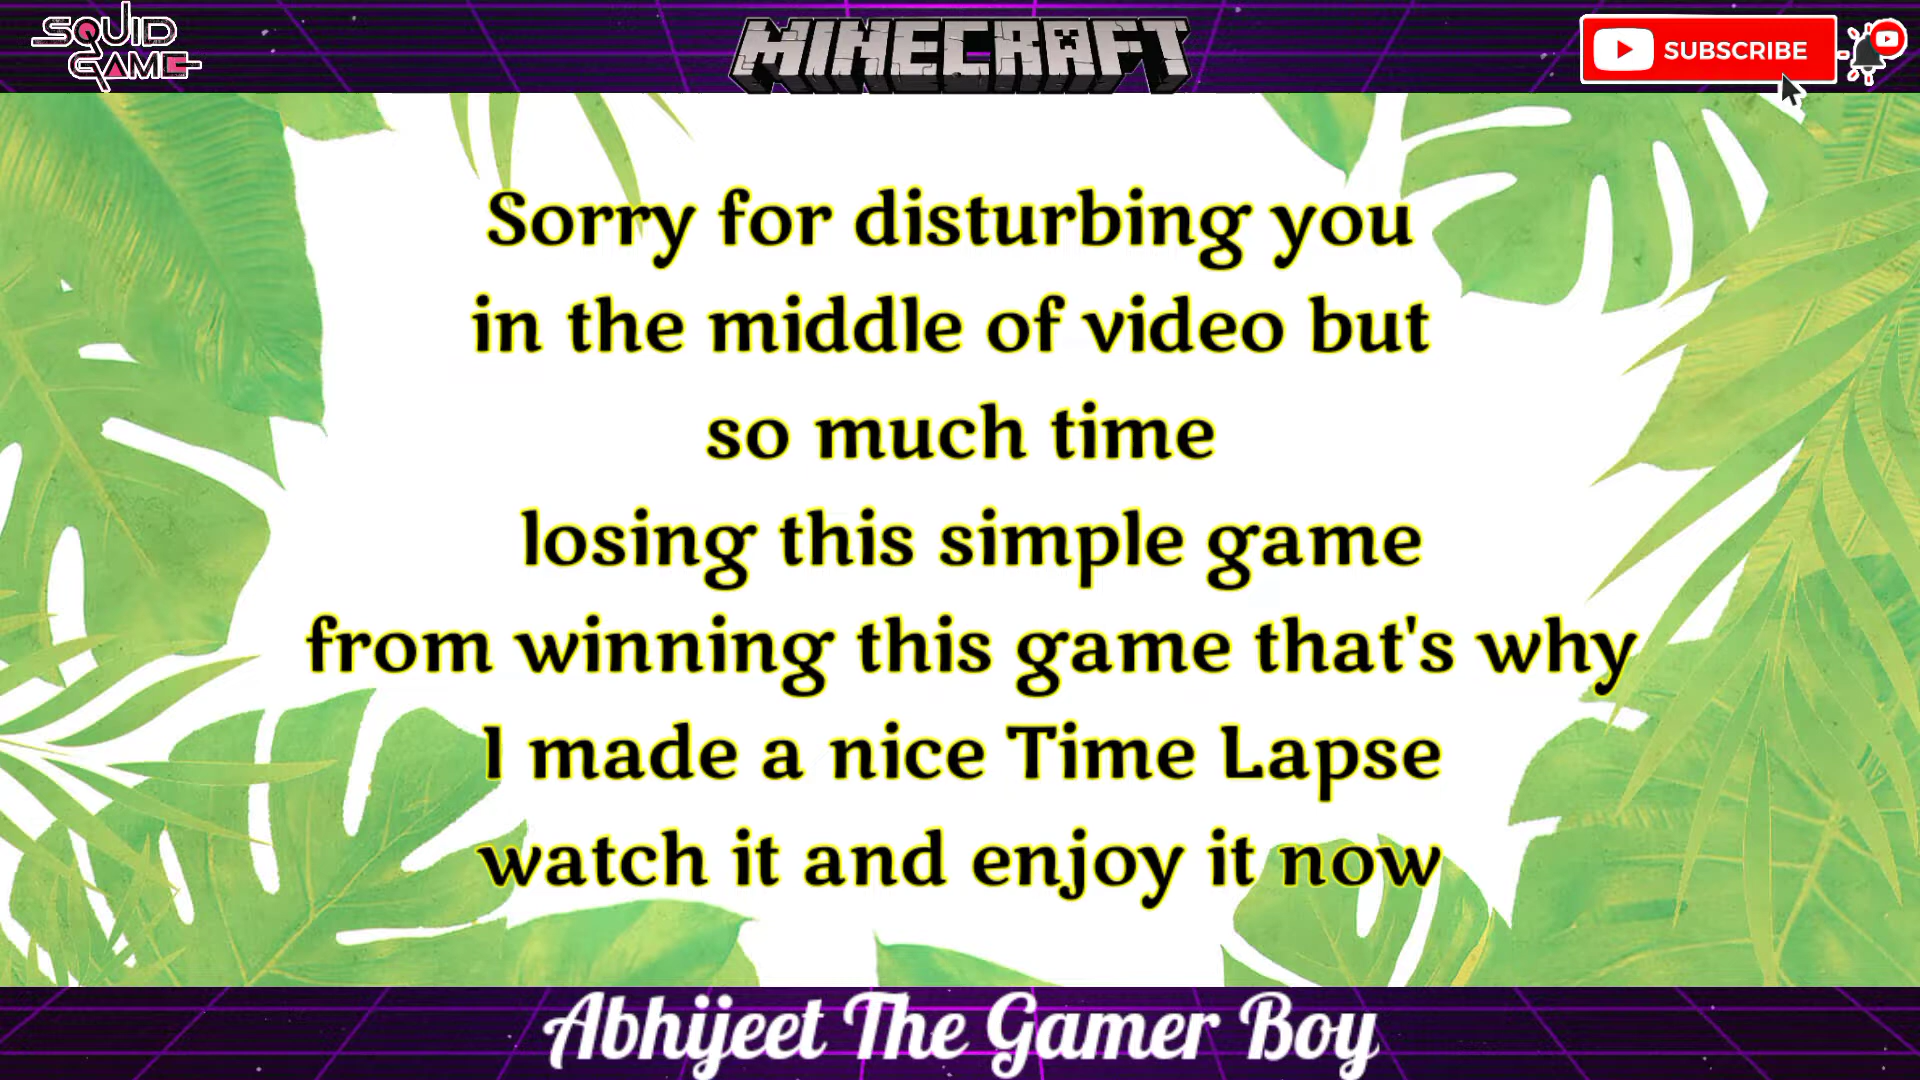 SQUID
GAME
MINECRAFT
SUBSCRIBE
Sorry for disturbing you
in the middle of video but
so much time
losing this simple game
from winning this game that's why
I made a nice Time Lapse
watch it and enjoy it now
Abhijeet The Gamer Boy